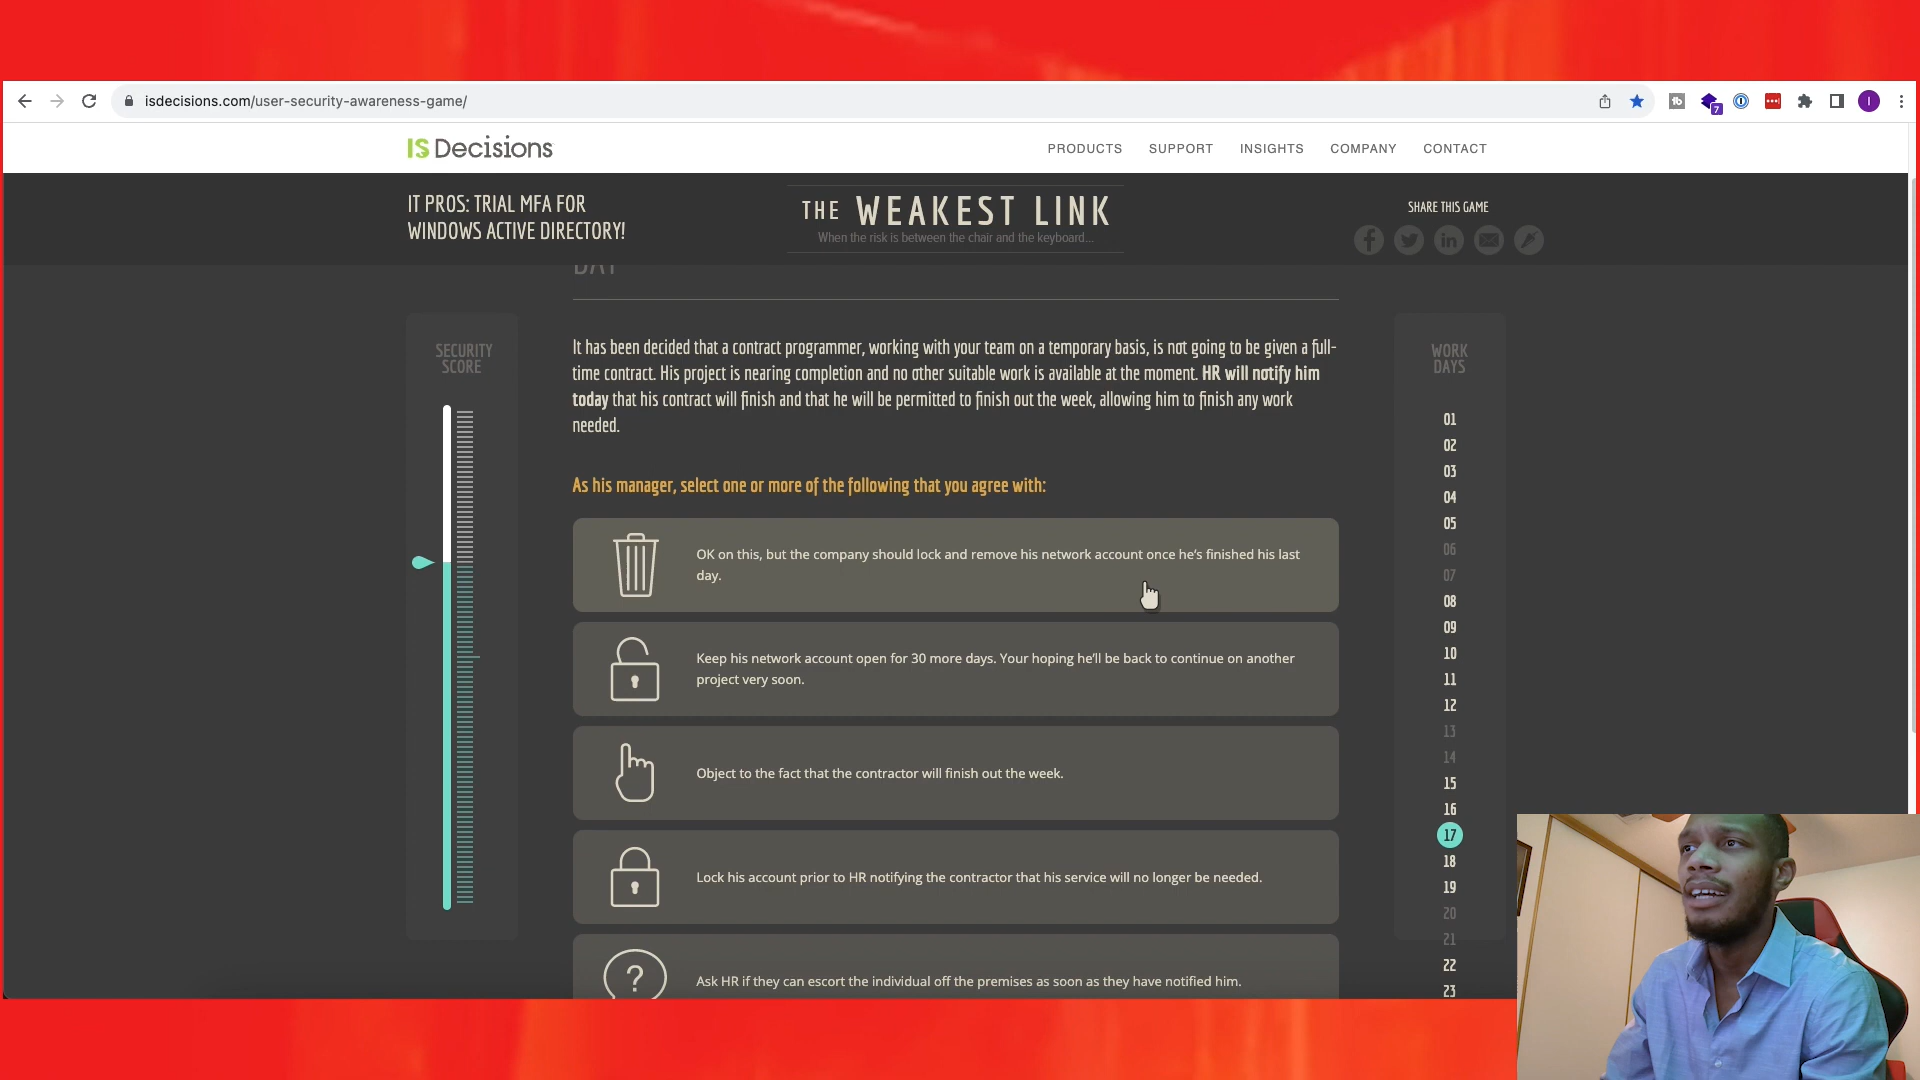 isdecisions.com/user-security-awareness-game/
7
I
IS Decisions
PRODUCTS SUPPORT INSIGHTS COMPANY CONTACT
IT PROS: TRIAL MFA FOR
WINDOWS ACTIVE DIRECTORY!
THE WEAKEST LINK
When the risk is between the chair and the keyboard...
SHARE THIS GAME
DAY
SECURITY
SCORE
It has been decided that a contract programmer, working with your team on a temporary basis, is not going to be given a full-
time contract. His project is nearing completion and no other suitable work is available at the moment. HR will notify him
today that his contract will finish and that he will be permitted to finish out the week, allowing him to finish any work
needed.
As his manager, select one or more of the following that you agree with:
OK on this, but the company should lock and remove his network account once he's finished his last
day.
Keep his network account open for 30 more days. Your hoping he'll be back to continue on another
project very soon.
Object to the fact that the contractor will finish out the week.
Lock his account prior to HR notifying the contractor that his service will no longer be needed.
?
Ask HR if they can escort the individual off the premises as soon as they have notified him.
WORK
DAYS
01
02
03
04
05
06
07
08
09
10
11
12
13
14
15
16
17
18
19
20
21
22
23